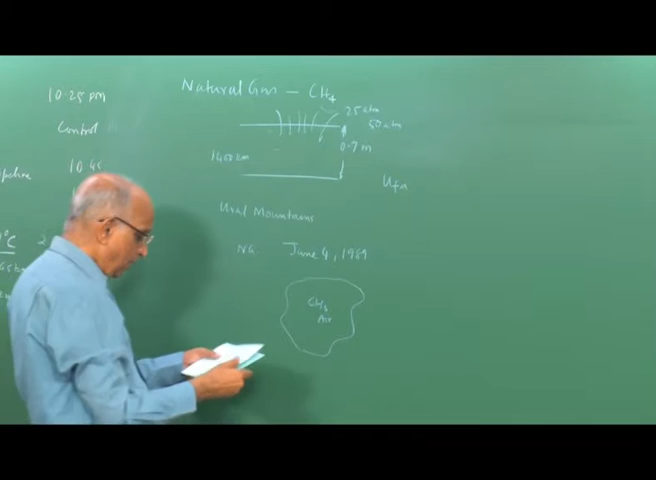 10-25 pm
Control
10.45
Natural Gas — CH4
25 atm
50 atm
0.7 m
1400 km
Ufa
Ural Mountains
NG
June 4, 1989
CH4
Air